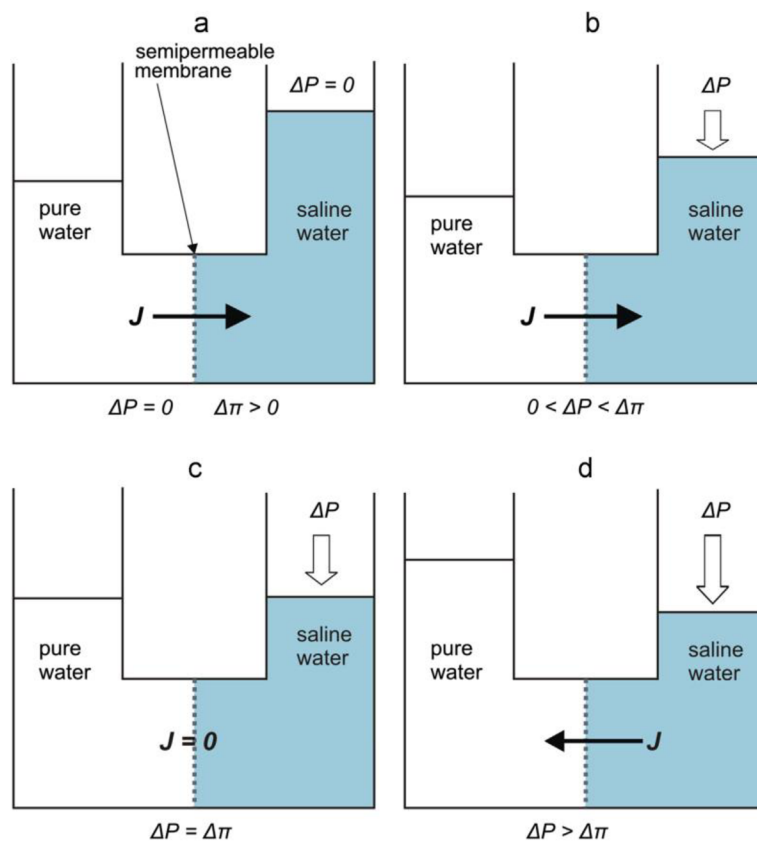 a
semipermeable
membrane
ΔP = 0
pure
water
saline
water
J
ΔP = 0 Δπ > 0
b
ΔP
pure
water
saline
water
J
0 < ΔP < Δπ
c
ΔP
pure
water
saline
water
J = 0
ΔP = Δπ
d
ΔP
pure
water
saline
water
J
ΔP > Δπ